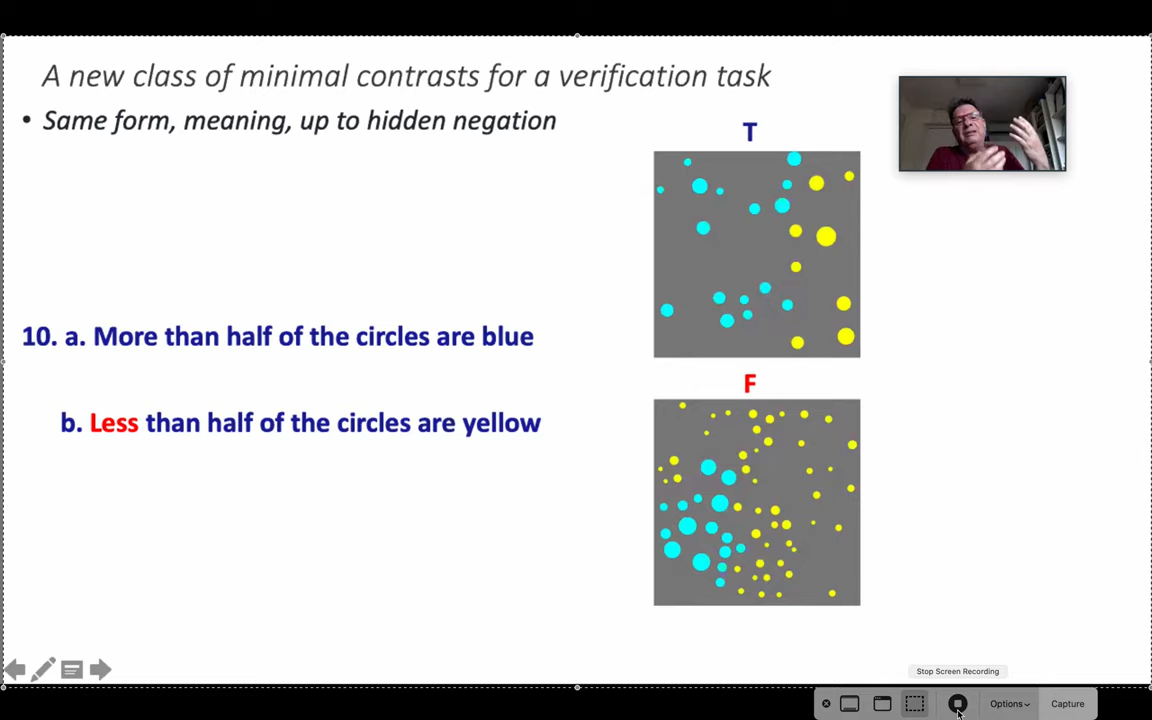 A new class of minimal contrasts for a verification task
• Same form, meaning, up to hidden negation
T
10. a. More than half of the circles are blue
F
b. Less than half of the circles are yellow
Stop Screen Recording
Options
Capture